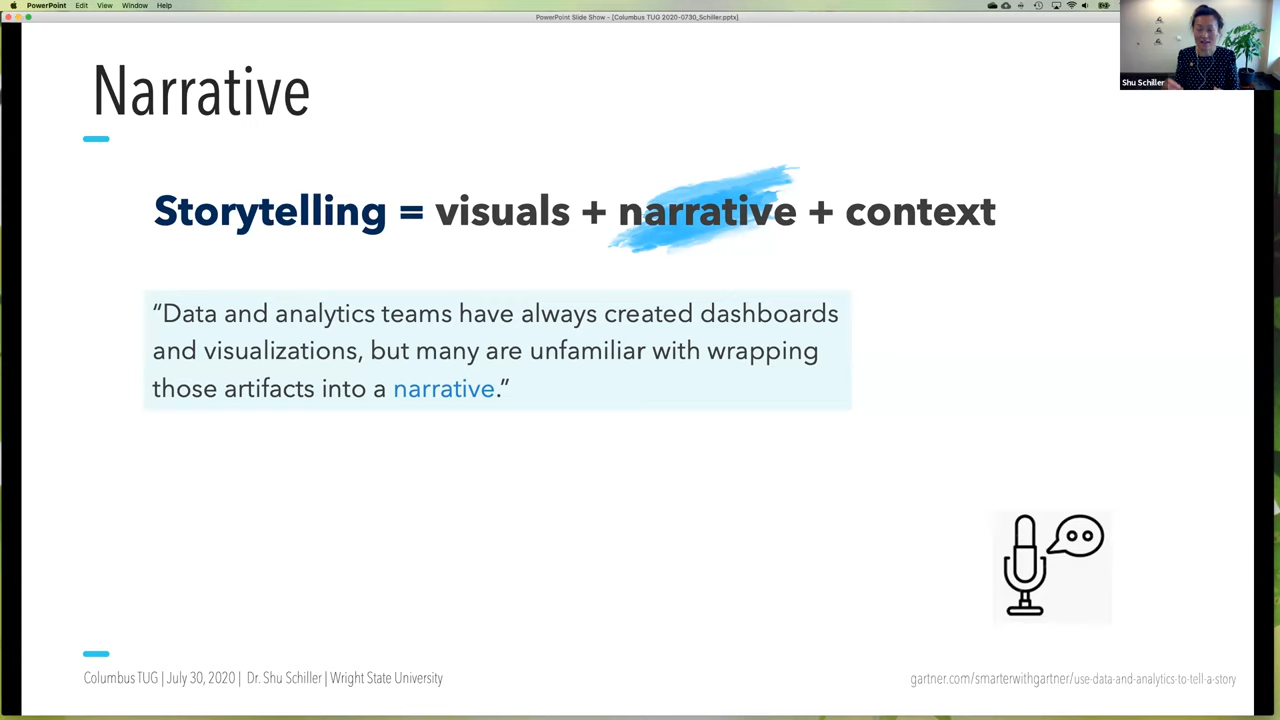 PowerPoint Edit View Window Help
PowerPoint Slide Show - [Columbus TUG 2020-0730_Schiller.pptx]
Shu Schiller
Narrative
Storytelling = visuals + narrative + context
“Data and analytics teams have always created dashboards
and visualizations, but many are unfamiliar with wrapping
those artifacts into a narrative.”
Columbus TUG | July 30, 2020 | Dr. Shu Schiller | Wright State University
gartner.com/smarterwithgartner/use-data-and-analytics-to-tell-a-story